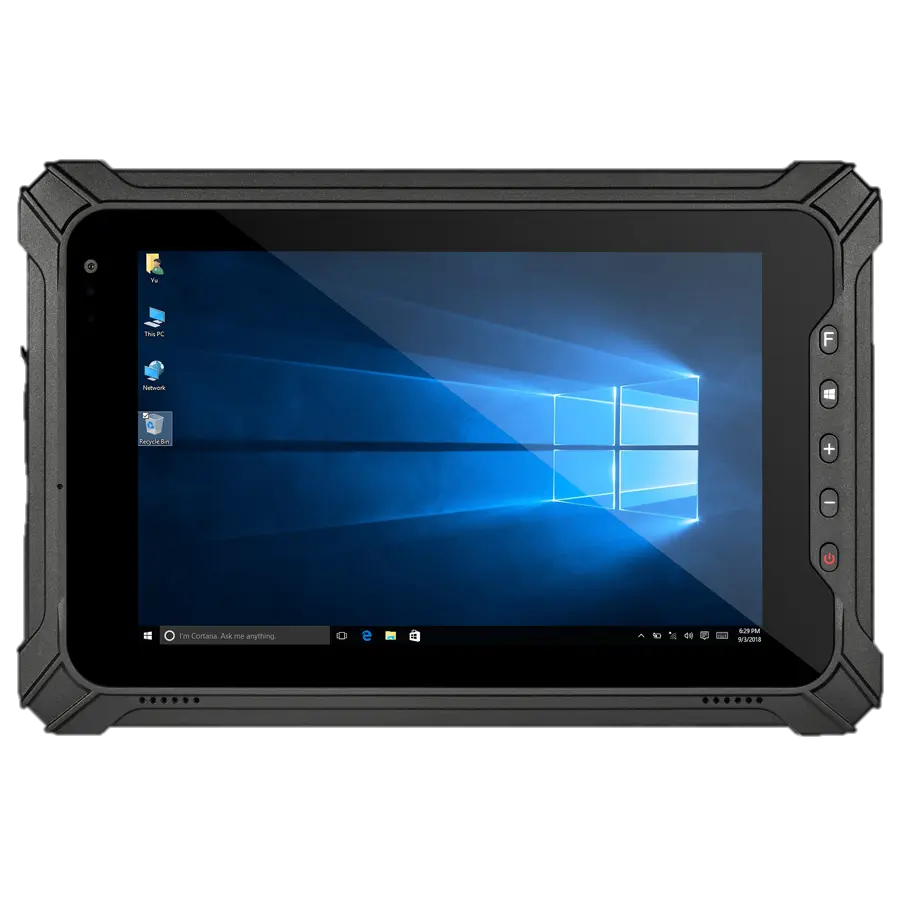 Yu
This PC
Network
Recycle Bin
F
I'm Cortana. Ask me anything.
6:29 PM
9/3/2018